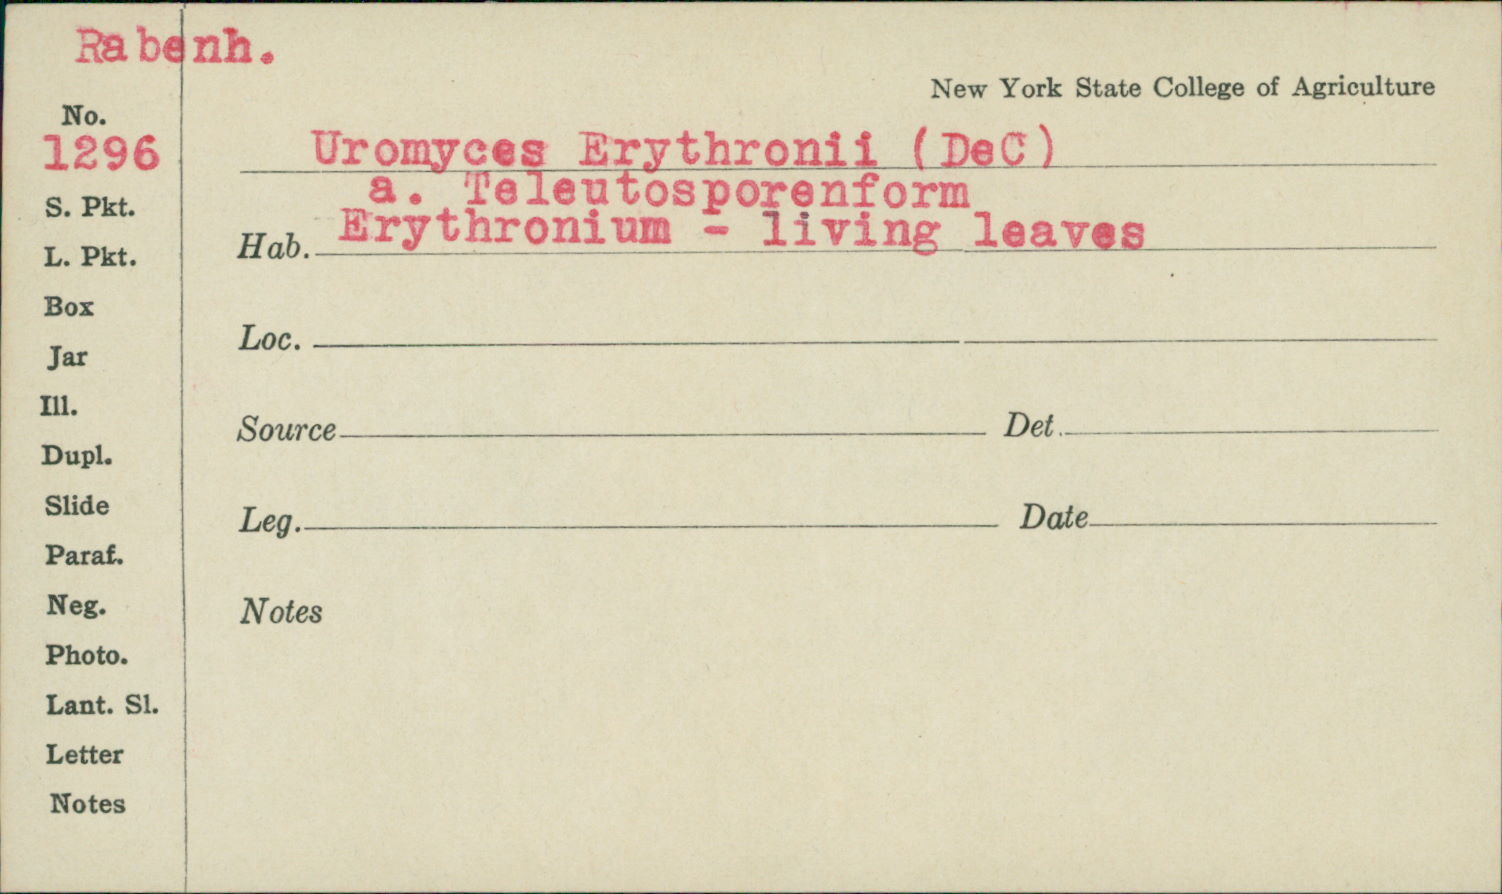 Rabenh.
New York State College of Agriculture
No.
1296
Uromyces Erythronii (DeC)
a. Teleutosporenform
S. Pkt.
Hab. Erythronium - living leaves
L. Pkt.
Box
Loc.
Jar
Ill.
Source Det.
Dupl.
Slide
Leg. Date
Paraf.
Neg.
Notes
Photo.
Lant. Sl.
Letter
Notes